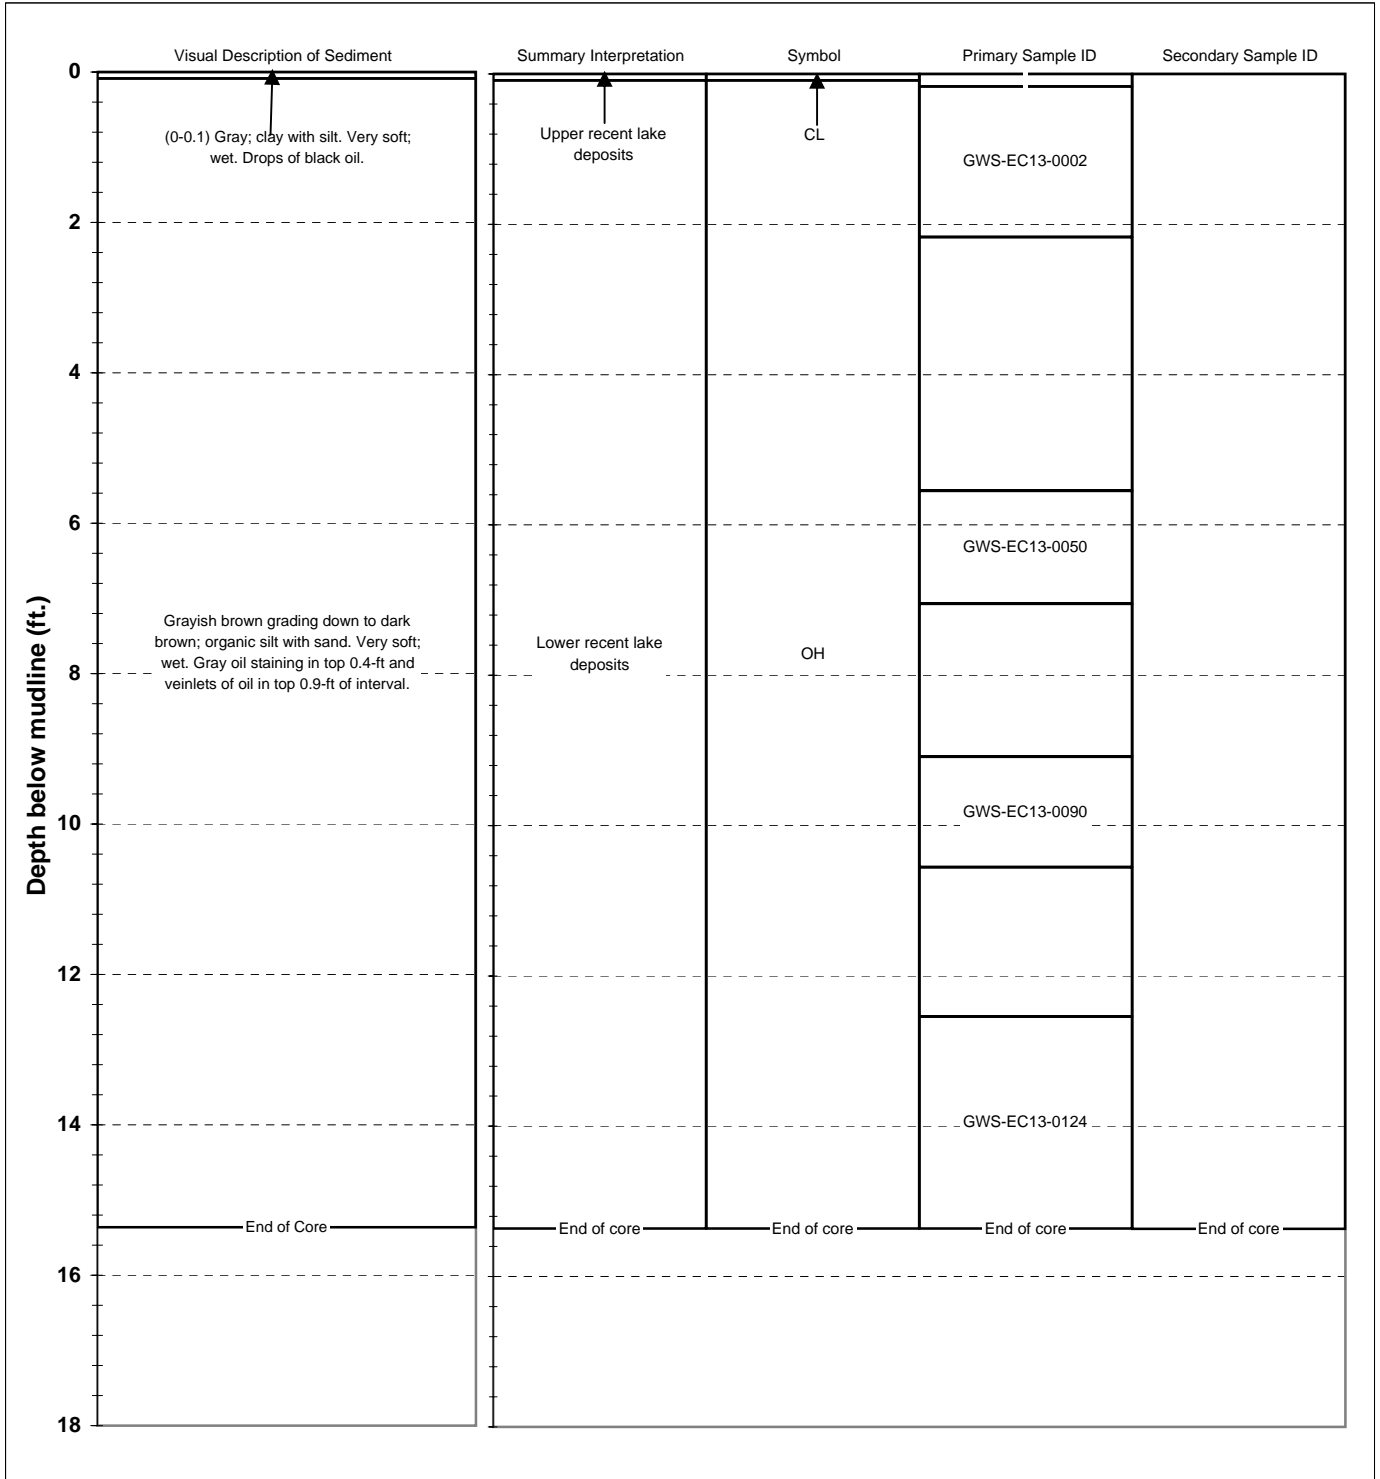 Visual Description of Sediment
Summary Interpretation
Symbol
Primary Sample ID
Secondary Sample ID
Depth below mudline (ft.)
0
2
4
6
8
10
12
14
16
18
(0-0.1) Gray; clay with silt. Very soft;
wet. Drops of black oil.
Grayish brown grading down to dark
brown; organic silt with sand. Very soft;
wet. Gray oil staining in top 0.4-ft and
veinlets of oil in top 0.9-ft of interval.
End of Core
Upper recent lake
deposits
Lower recent lake
deposits
End of core
CL
OH
End of core
GWS-EC13-0002
GWS-EC13-0050
GWS-EC13-0090
GWS-EC13-0124
End of core
End of core